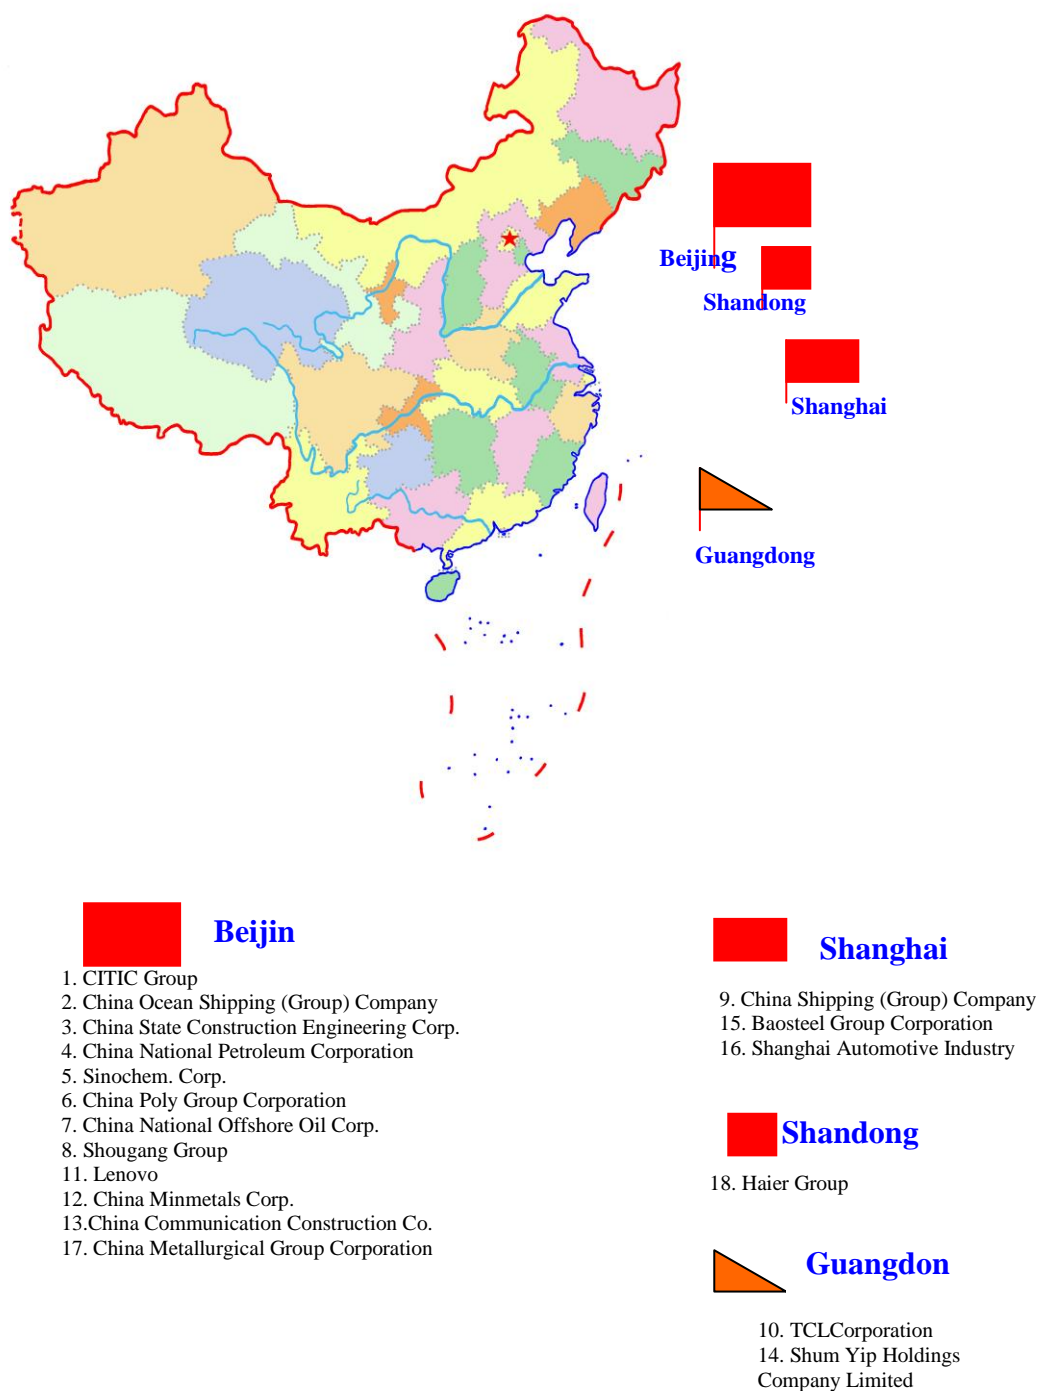 Beijing
Shandong
Shanghai
Guangdong
Beijin
1. CITIC Group
2. China Ocean Shipping (Group) Company
3. China State Construction Engineering Corp.
4. China National Petroleum Corporation
5. Sinochem. Corp.
6. China Poly Group Corporation
7. China National Offshore Oil Corp.
8. Shougang Group
11. Lenovo
12. China Minmetals Corp.
13.China Communication Construction Co.
17. China Metallurgical Group Corporation
Shanghai
9. China Shipping (Group) Company
15. Baosteel Group Corporation
16. Shanghai Automotive Industry
Shandong
18. Haier Group
Guangdon
10. TCLCorporation
14. Shum Yip Holdings
Company Limited